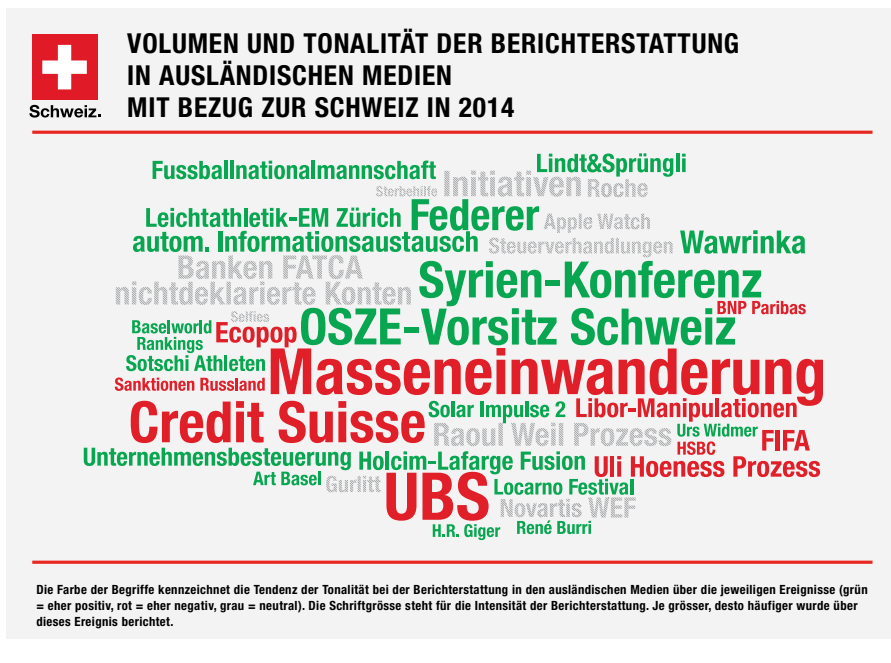 VOLUMEN UND TONALITÄT DER BERICHTERSTATTUNG
IN AUSLÄNDISCHEN MEDIEN
MIT BEZUG ZUR SCHWEIZ IN 2014
Schweiz.
Fussballnationalmannschaft Lindt&Sprüngli
Sterbehilfe Initiativen Roche
Leichtathletik-EM Zürich Federer Apple Watch
autom. Informationsaustausch Steuerverhandlungen Wawrinka
Banken FATCA
nichtdeklarierte Konten Syrien-Konferenz
BNP Paribas
Selfies
Baselworld
Rankings
Ecopop OSZE-Vorsitz Schweiz
Sotschi Athleten
Sanktionen Russland
Masseneinwanderung
Credit Suisse
Solar Impulse 2 Libor-Manipulationen
Raoul Weil Prozess
Urs Widmer
HSBC
FIFA
Unternehmensbesteuerung Holcim-Lafarge Fusion Uli Hoeness Prozess
Art Basel Gurlitt UBS Locarno Festival
Novartis WEF
H.R. Giger René Burri
Die Farbe der Begriffe kennzeichnet die Tendenz der Tonalität bei der Berichterstattung in den ausländischen Medien über die jeweiligen Ereignisse (grün
= eher positiv, rot = eher negativ, grau = neutral). Die Schriftgrösse steht für die Intensität der Berichterstattung. Je grösser, desto häufiger wurde über
dieses Ereignis berichtet.